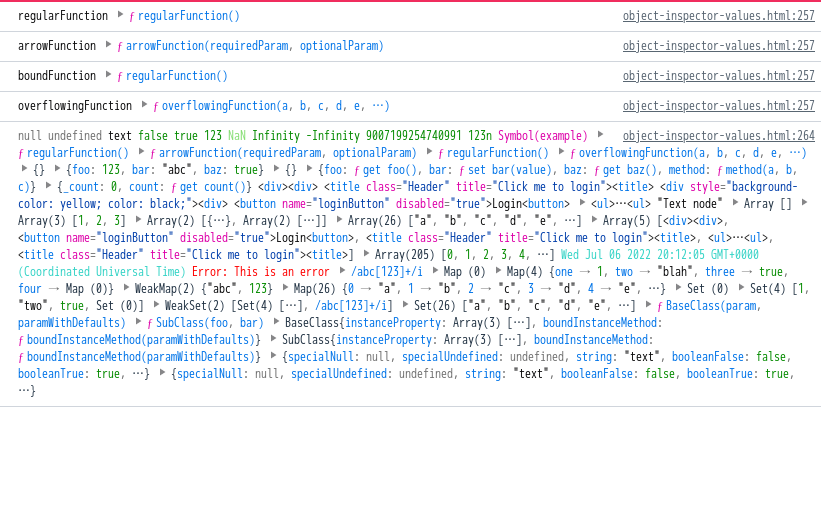 regularFunction ▶ ƒ regularFunction() object-inspector-values.html:257
arrowFunction ▶ ƒ arrowFunction(requiredParam, optionalParam) object-inspector-values.html:257
boundFunction ▶ ƒ regularFunction() object-inspector-values.html:257
overflowingFunction ▶ ƒ overflowingFunction(a, b, c, d, e, …) object-inspector-values.html:257
null undefined text false true 123 NaN Infinity -Infinity 9007199254740991 123n Symbol(example) ▶ object-inspector-values.html:264
ƒ regularFunction() ▶ ƒ arrowFunction(requiredParam, optionalParam) ▶ ƒ regularFunction() ▶ ƒ overflowingFunction(a, b, c, d, e, …)
▶ {} ▶ {foo: 123, bar: "abc", baz: true} ▶ {} ▶ {foo: ƒ get foo(), bar: ƒ set bar(value), baz: ƒ get baz(), method: ƒ method(a, b,
c)} ▶ {_count: 0, count: ƒ get count()} <div><div> <title class="Header" title="Click me to login"><title> <div style="background-
color: yellow; color: black;"><div> <button name="loginButton" disabled="true">Login<button> ▶ <ul>…<ul> "Text node" ▶ Array [] ▶
Array(3) [1, 2, 3] ▶ Array(2) [{…}, Array(2) […]] ▶ Array(26) ["a", "b", "c", "d", "e", …] ▶ Array(5) [<div><div>,
<button name="loginButton" disabled="true">Login<button>, <title class="Header" title="Click me to login"><title>, <ul>…<ul>,
<title class="Header" title="Click me to login"><title>] ▶ Array(205) [0, 1, 2, 3, 4, …] Wed Jul 06 2022 20:12:05 GMT+0000
(Coordinated Universal Time) Error: This is an error ▶ /abc[123]+/i ▶ Map (0) ▶ Map(4) {one → 1, two → "blah", three → true,
four → Map (0)} ▶ WeakMap(2) {"abc", 123} ▶ Map(26) {0 → "a", 1 → "b", 2 → "c", 3 → "d", 4 → "e", …} ▶ Set (0) ▶ Set(4) [1,
"two", true, Set (0)] ▶ WeakSet(2) [Set(4) […], /abc[123]+/i] ▶ Set(26) ["a", "b", "c", "d", "e", …] ▶ ƒ BaseClass(param,
paramWithDefaults) ▶ ƒ SubClass(foo, bar) ▶ BaseClass{instanceProperty: Array(3) […], boundInstanceMethod:
ƒ boundInstanceMethod(paramWithDefaults)} ▶ SubClass{instanceProperty: Array(3) […], boundInstanceMethod:
ƒ boundInstanceMethod(paramWithDefaults)} ▶ {specialNull: null, specialUndefined: undefined, string: "text", booleanFalse: false,
booleanTrue: true, …} ▶ {specialNull: null, specialUndefined: undefined, string: "text", booleanFalse: false, booleanTrue: true,
…}